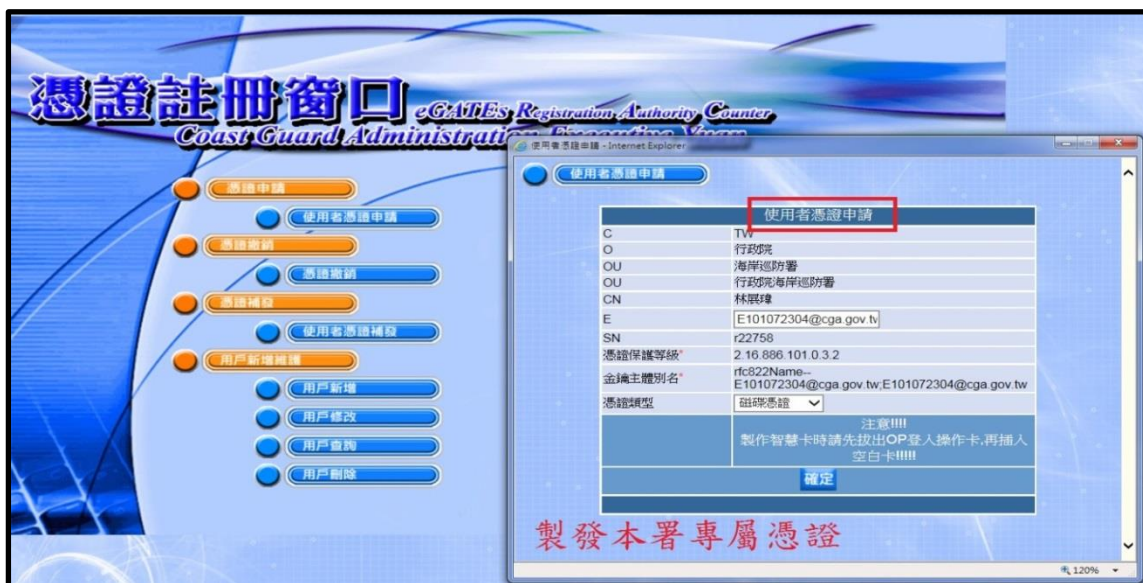 憑證註冊窗口 eGATEs Registration Authority Counter
Coast Guard Administration Executive Yuan
憑證申請
使用者憑證申請
憑證撤銷
憑證撤銷
憑證補發
使用者憑證補發
用戶新增維護
用戶新增
用戶修改
用戶查詢
用戶刪除
使用者憑證申請 - Internet Explorer
使用者憑證申請
使用者憑證申請
C TW
O 行政院
OU 海岸巡防署
OU 行政院海岸巡防署
CN 林展瑋
E E101072304@cga.gov.tv
SN r22758
憑證保護等級* 2.16.886.101.0.3.2
金鑰主體別名* rfc822Name--
E101072304@cga.gov.tw;E101072304@cga.gov.tw
憑證類型 磁碟憑證
注意!!!!
製作智慧卡時請先拔出OP登入操作卡,再插入
空白卡!!!!!
確定
製發本署專屬憑證
120%